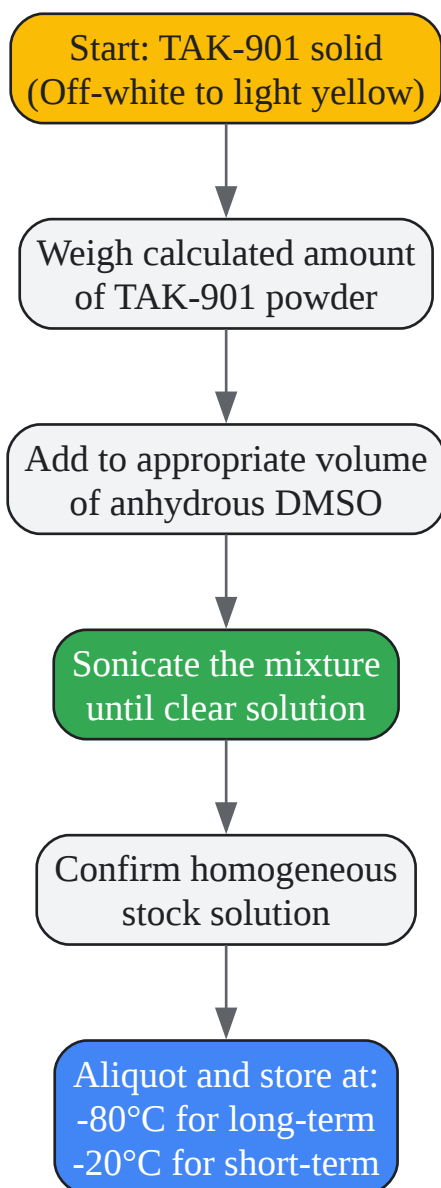 Start: TAK-901 solid
(Off-white to light yellow)
Weigh calculated amount
of TAK-901 powder
Add to appropriate volume
of anhydrous DMSO
Sonicate the mixture
until clear solution
Confirm homogeneous
stock solution
Aliquot and store at:
-80°C for long-term
-20°C for short-term